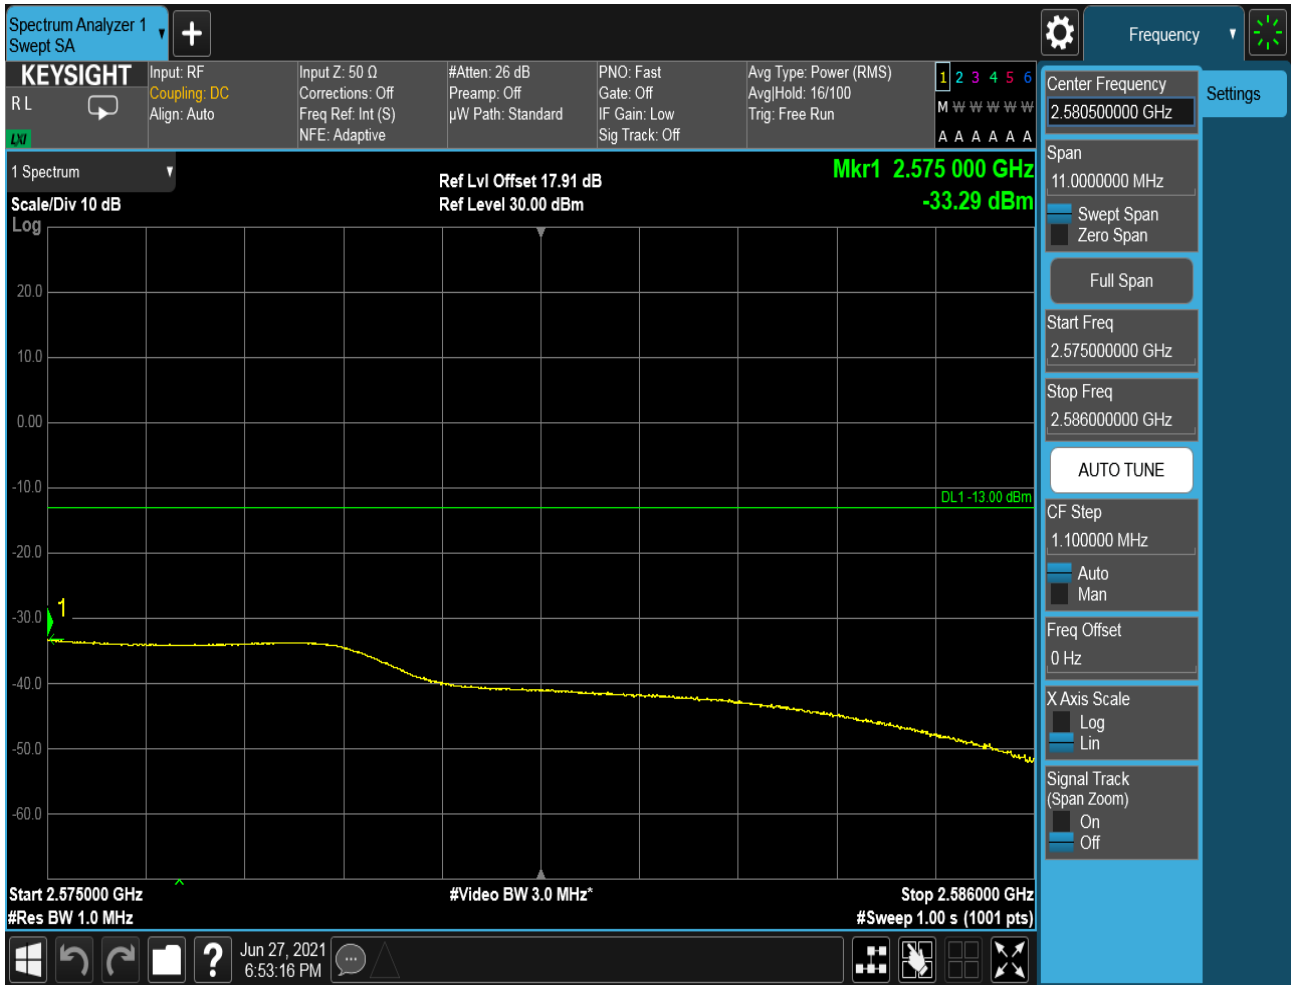 Spectrum Analyzer 1
Swept SA
Frequency
KEYSIGHT
R L
LXI
Input: RF
Coupling: DC
Align: Auto
Input Z: 50 Ω
Corrections: Off
Freq Ref: Int (S)
NFE: Adaptive
#Atten: 26 dB
Preamp: Off
µW Path: Standard
PNO: Fast
Gate: Off
IF Gain: Low
Sig Track: Off
Avg Type: Power (RMS)
Avg|Hold: 16/100
Trig: Free Run
1 2 3 4 5 6
M W W W W W
A A A A A A
1 Spectrum
Scale/Div 10 dB
Log
Ref Lvl Offset 17.91 dB
Ref Level 30.00 dBm
Mkr1 2.575 000 GHz
-33.29 dBm
20.0
10.0
0.00
-10.0
DL1 -13.00 dBm
-20.0
-30.0
1
-40.0
-50.0
-60.0
Start 2.575000 GHz
#Res BW 1.0 MHz
#Video BW 3.0 MHz*
Stop 2.586000 GHz
#Sweep 1.00 s (1001 pts)
?
Jun 27, 2021
6:53:16 PM
Center Frequency
2.580500000 GHz
Settings
Span
11.0000000 MHz
Swept Span
Zero Span
Full Span
Start Freq
2.575000000 GHz
Stop Freq
2.586000000 GHz
AUTO TUNE
CF Step
1.100000 MHz
Auto
Man
Freq Offset
0 Hz
X Axis Scale
Log
Lin
Signal Track
(Span Zoom)
On
Off